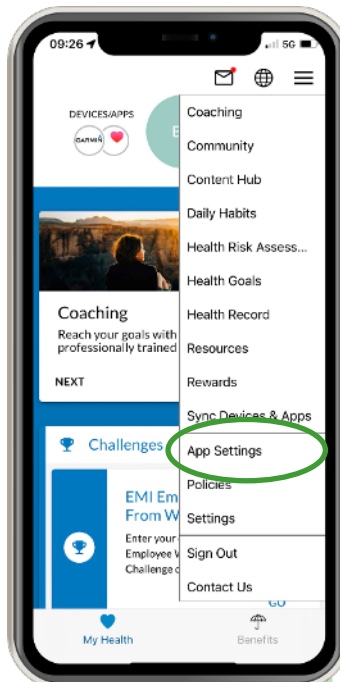 09:26
5G
DEVICES/APPS
GARMIN
Coaching
Community
Content Hub
Daily Habits
Health Risk Assess...
Health Goals
Health Record
Resources
Rewards
Sync Devices & Apps
App Settings
Policies
Settings
Sign Out
Contact Us
Coaching
Reach your goals with
professionally trained
NEXT
Challenges
EMI Em
From W
Enter your
Employee W
Challenge
GO
My Health
Benefits